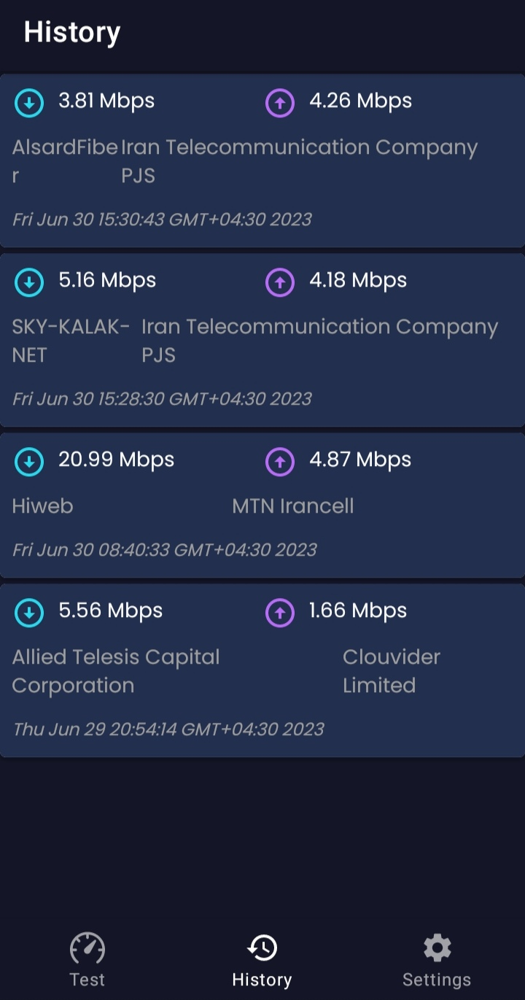 History
3.81 Mbps 4.26 Mbps
AlsardFibe Iran Telecommunication Company
r PJS
Fri Jun 30 15:30:43 GMT+04:30 2023
5.16 Mbps 4.18 Mbps
SKY-KALAK- Iran Telecommunication Company
NET PJS
Fri Jun 30 15:28:30 GMT+04:30 2023
20.99 Mbps 4.87 Mbps
Hiweb MTN Irancell
Fri Jun 30 08:40:33 GMT+04:30 2023
5.56 Mbps 1.66 Mbps
Allied Telesis Capital Clouvider
Corporation Limited
Thu Jun 29 20:54:14 GMT+04:30 2023
Test History Settings